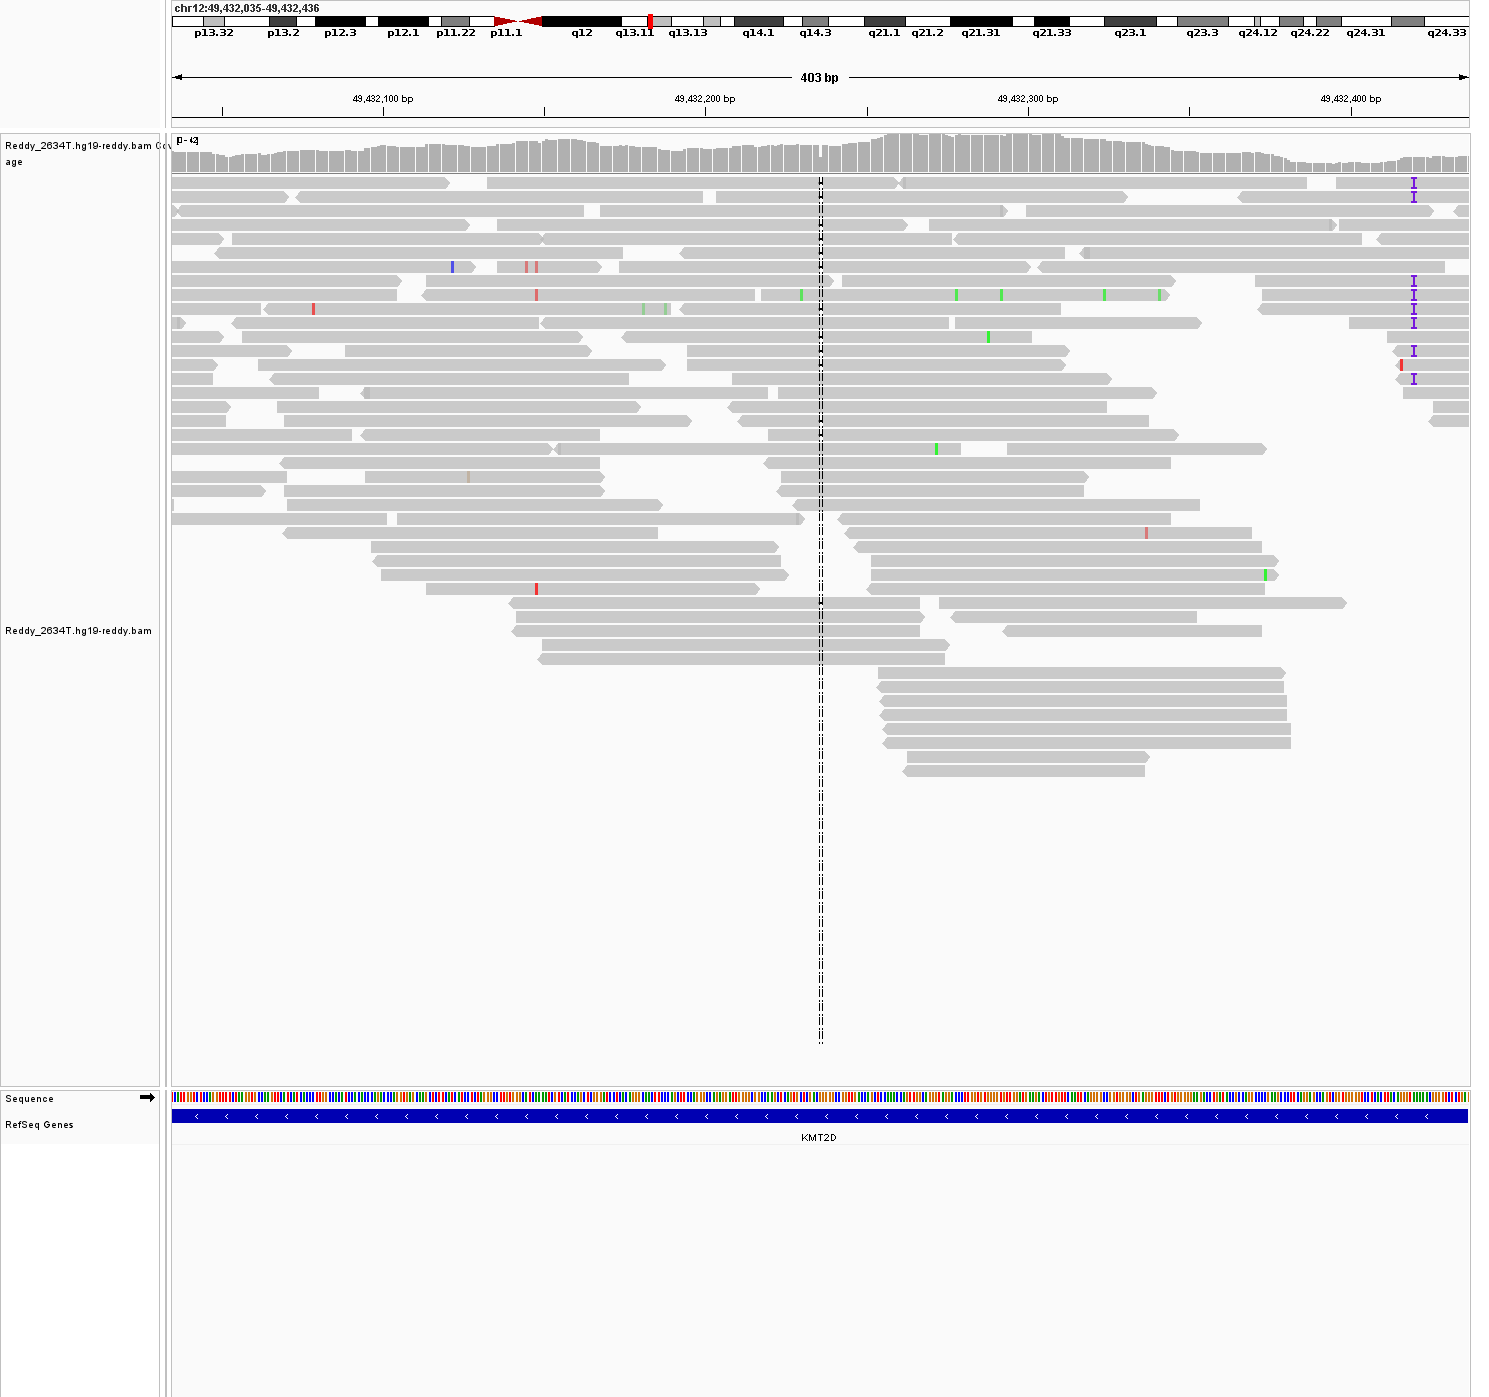 chr12:49,432,035-49,432,436
p13.32 p13.2 p12.3 p12.1 p11.22 p11.1 q12 q13.11 q13.13 q14.1 q14.3 q21.1 q21.2 q21.31 q21.33 q23.1 q23.3 q24.12 q24.22 q24.31 q24.33
403 bp
49,432,100 bp 49,432,200 bp 49,432,300 bp 49,432,400 bp
[0 - 42]
Reddy_2634T.hg19-reddy.bam Cov
age
Reddy_2634T.hg19-reddy.bam
Sequence
RefSeq Genes
KMT2D